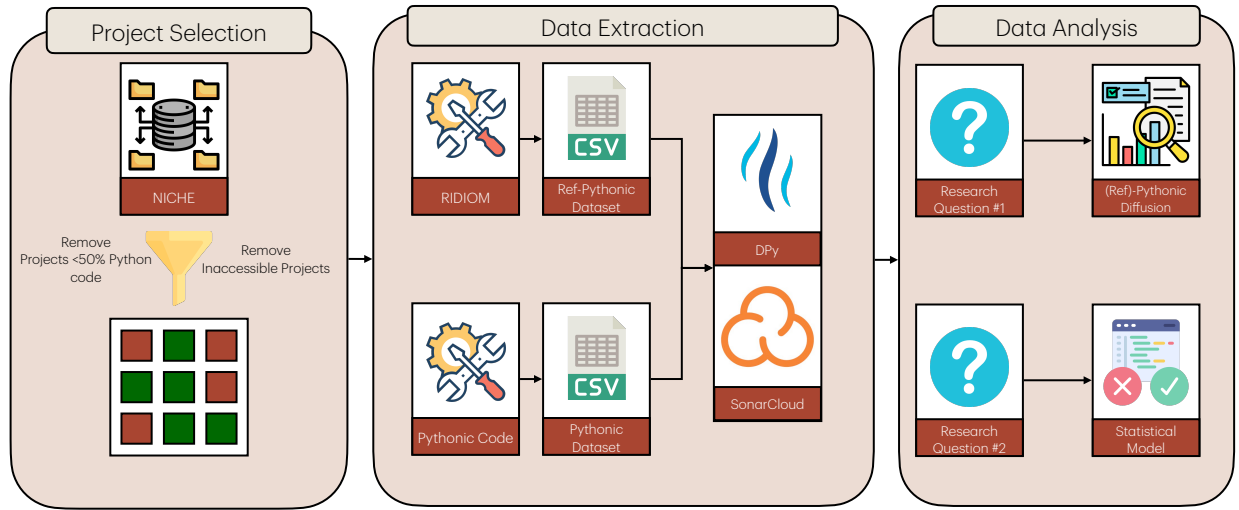 Project Selection
NICHE
Remove
Projects <50% Python
code
Remove
Inaccessible Projects
Data Extraction
RIDIOM
CSV
Ref-Pythonic
Dataset
Pythonic Code
CSV
Pythonic
Dataset
DPy
SonarCloud
Data Analysis
Research
Question #1
(Ref)-Pythonic
Diffusion
Research
Question #2
Statistical
Model